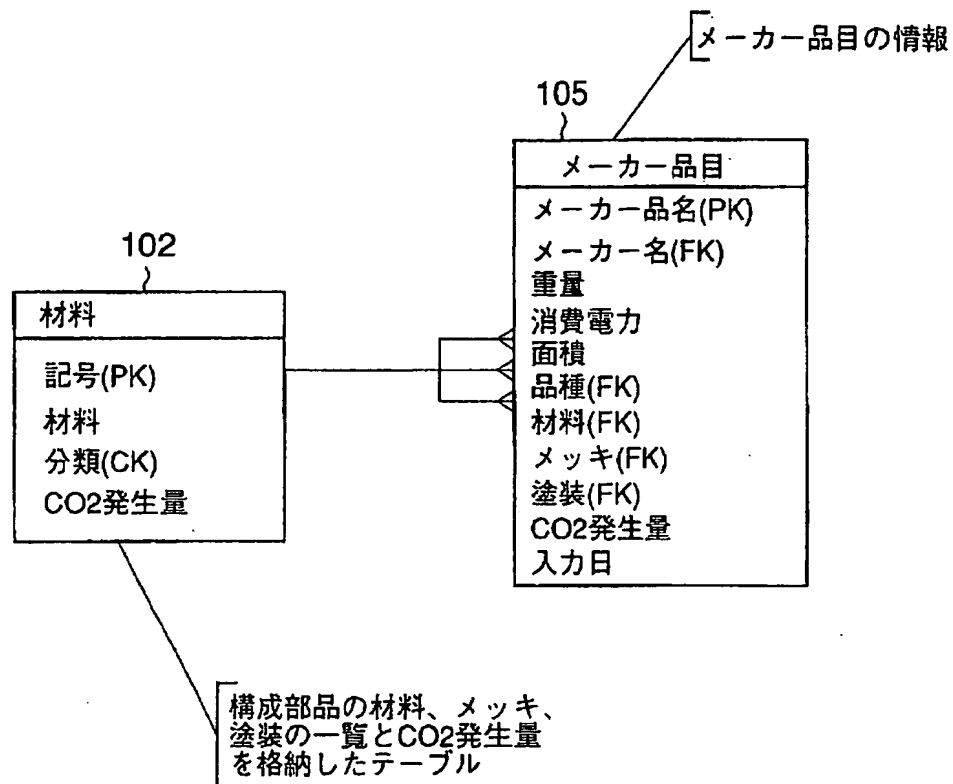 メーカー品目の情報
105
メーカー品目
メーカー品名(PK)
メーカー名(FK)
重量
消費電力
面積
品種(FK)
材料(FK)
メッキ(FK)
塗装(FK)
CO2発生量
入力日
102
材料
記号(PK)
材料
分類(CK)
CO2発生量
構成部品の材料、メッキ、
塗装の一覧とCO2発生量
を格納したテーブル